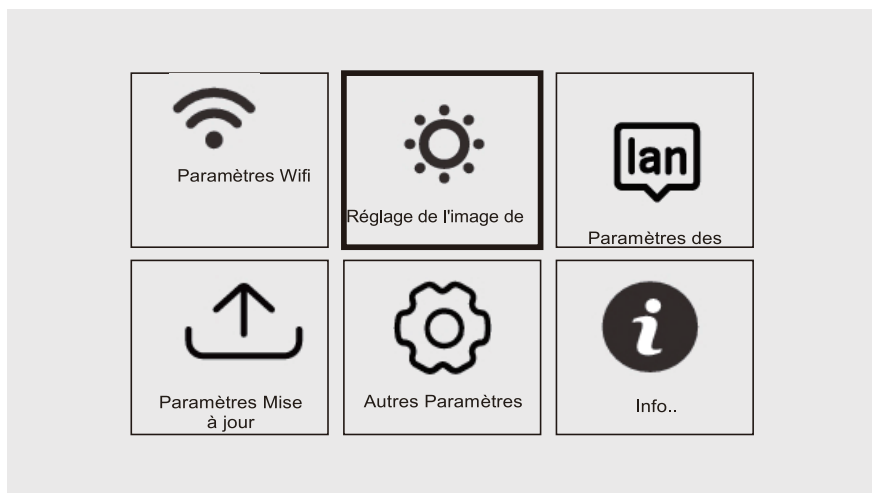 Paramètres Wifi
Réglage de l'image de
lan
Paramètres des
Paramètres Mise
à jour
Autres Paramètres
i
Info..